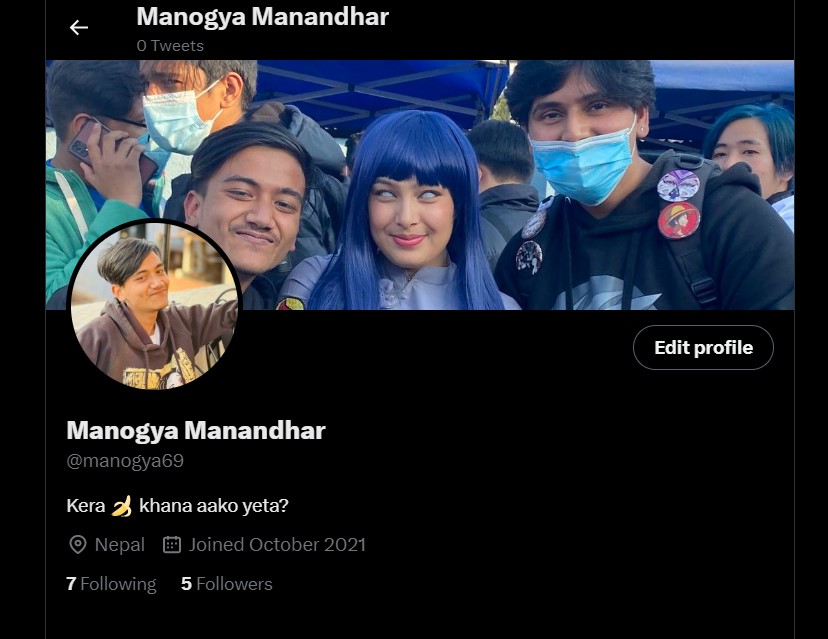 Manogya Manandhar
0 Tweets
Edit profile
Manogya Manandhar
@manogya69
Kera 🍌 khana aako yeta?
Nepal Joined October 2021
7 Following 5 Followers